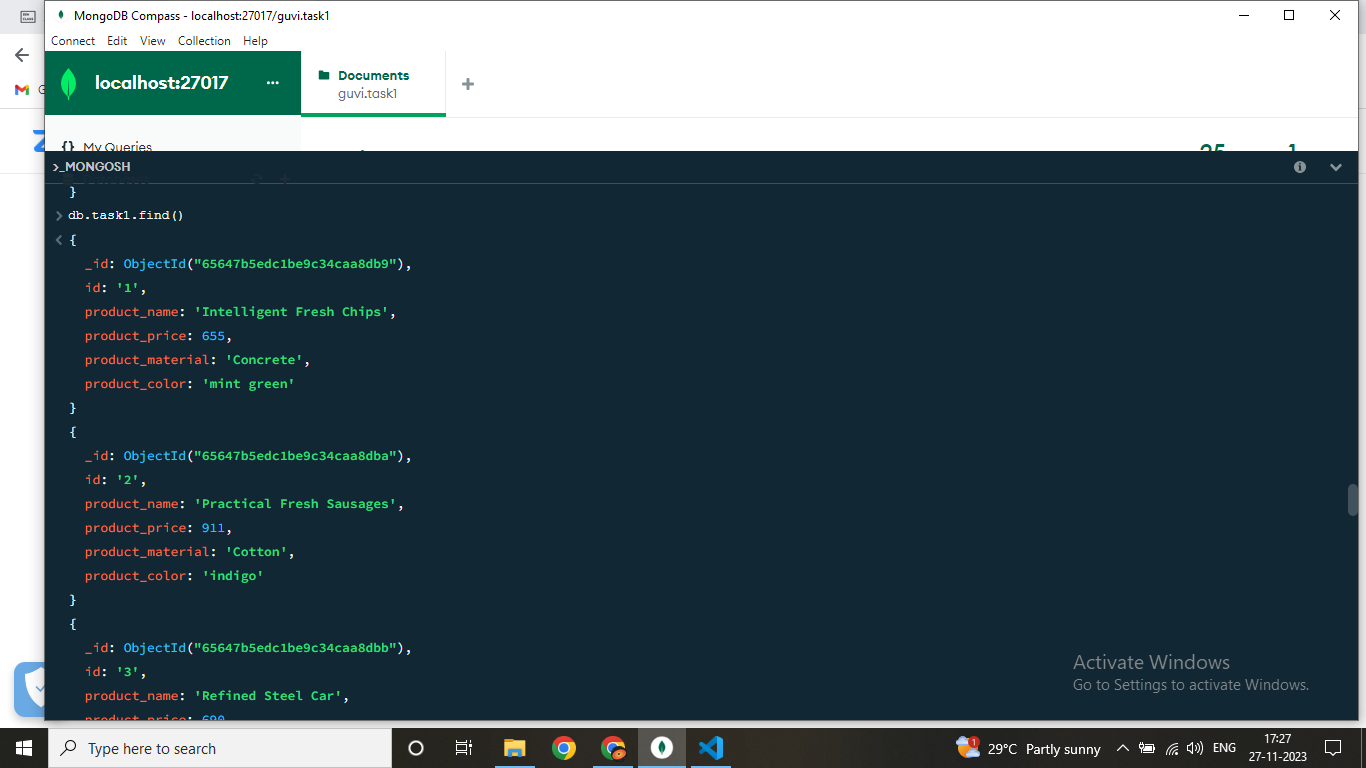 MongoDB Compass - localhost:27017/guvi.task1
Connect Edit View Collection Help
localhost:27017 ...
Documents
guvi.task1
+
{} My Queries
>_MONGOSH
}
> db.task1.find()
< {
_id: ObjectId("65647b5edc1be9c34caa8db9"),
id: '1',
product_name: 'Intelligent Fresh Chips',
product_price: 655,
product_material: 'Concrete',
product_color: 'mint green'
}
{
_id: ObjectId("65647b5edc1be9c34caa8dba"),
id: '2',
product_name: 'Practical Fresh Sausages',
product_price: 911,
product_material: 'Cotton',
product_color: 'indigo'
}
{
_id: ObjectId("65647b5edc1be9c34caa8dbb"),
id: '3',
product_name: 'Refined Steel Car',
product_price: 690
Activate Windows
Go to Settings to activate Windows.
Type here to search
1
29°C Partly sunny
ENG
17:27
27-11-2023